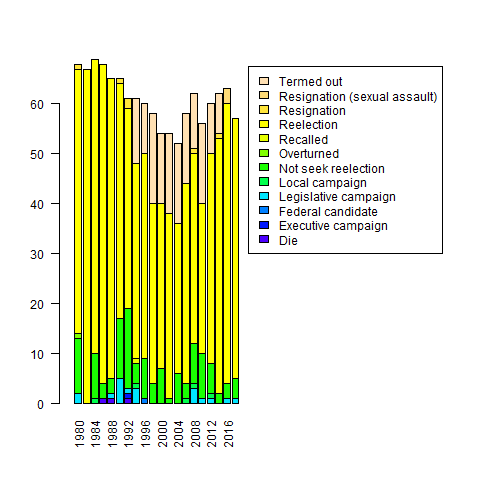 Termed out
Resignation (sexual assault)
Resignation
Reelection
Recalled
Overturned
Not seek reelection
Local campaign
Legislative campaign
Federal candidate
Executive campaign
Die
60
50
40
30
20
10
0
1980
1984
1988
1992
1996
2000
2004
2008
2012
2016